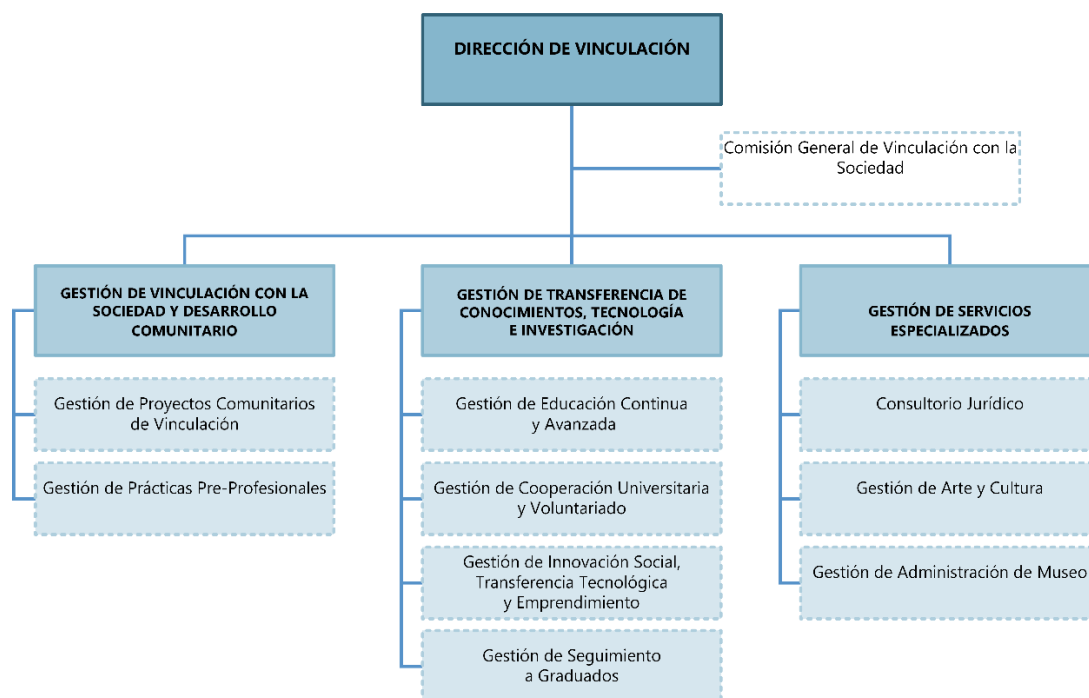 DIRECCIÓN DE VINCULACIÓN
Comisión General de Vinculación con la
Sociedad
GESTIÓN DE VINCULACIÓN CON LA
SOCIEDAD Y DESARROLLO
COMUNITARIO
Gestión de Proyectos Comunitarios
de Vinculación
Gestión de Prácticas Pre-Profesionales
GESTIÓN DE TRANSFERENCIA DE
CONOCIMIENTOS, TECNOLOGÍA
E INVESTIGACIÓN
Gestión de Educación Continua
y Avanzada
Gestión de Cooperación Universitaria
y Voluntariado
Gestión de Innovación Social,
Transferencia Tecnológica
y Emprendimiento
Gestión de Seguimiento
a Graduados
GESTIÓN DE SERVICIOS
ESPECIALIZADOS
Consultorio Jurídico
Gestión de Arte y Cultura
Gestión de Administración de Museo